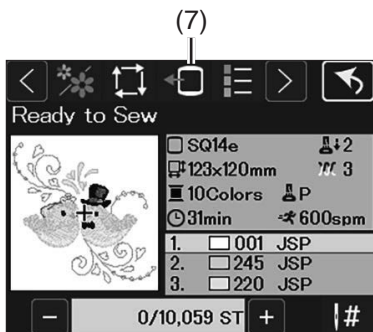 (7)
Ready to Sew
SQ14e 2
123x120mm 3
10Colors P
31min 600spm
1. 001 JSP
2. 245 JSP
3. 220 JSP
− 0/10,059 ST + #